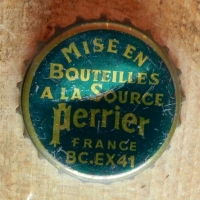 MISE EN
BOUTEILLES
A LA SOURCE
Perrier
FRANCE
BC.EX41